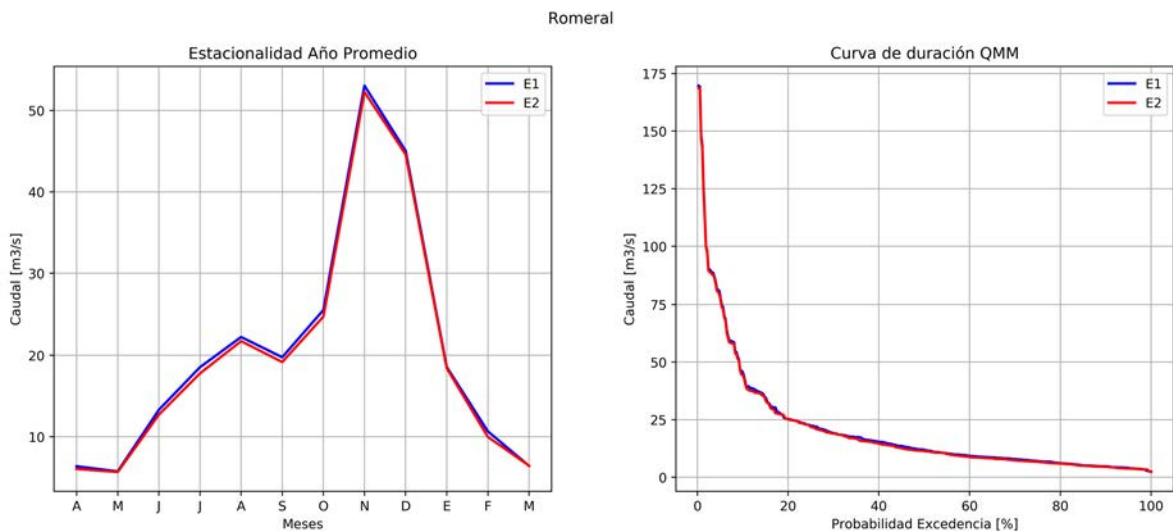 Romeral
Estacionalidad Año Promedio
E1
E2
50
40
30
20
10
Caudal [m3/s]
A M J J A S O N D E F M
Meses
Curva de duración QMM
E1
E2
175
150
125
100
75
50
25
0
Caudal [m3/s]
0 20 40 60 80 100
Probabilidad Excedencia [%]